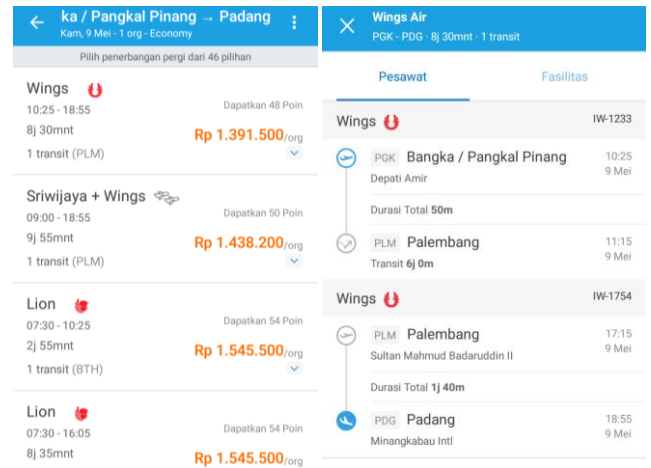 ka / Pangkal Pinang → Padang
Kam, 9 Mei - 1 org - Economy
Pilih penerbangan pergi dari 46 pilihan
Wings
10:25 - 18:55
Dapatkan 48 Poin
8j 30mnt
Rp 1.391.500/org
1 transit (PLM)
Sriwijaya + Wings
09:00 - 18:55
Dapatkan 50 Poin
9j 55mnt
Rp 1.438.200/org
1 transit (PLM)
Lion
07:30 - 10:25
Dapatkan 54 Poin
2j 55mnt
Rp 1.545.500/org
1 transit (BTH)
Lion
07:30 - 16:05
Dapatkan 54 Poin
8j 35mnt
Rp 1.545.500/org
Wings Air
PGK - PDG · 8j 30mnt · 1 transit
Pesawat
Fasilitas
Wings
IW-1233
PGK Bangka / Pangkal Pinang
10:25
Depati Amir
9 Mei
Durasi Total 50m
PLM Palembang
11:15
Transit 6j 0m
9 Mei
Wings
IW-1754
PLM Palembang
17:15
Sultan Mahmud Badaruddin II
9 Mei
Durasi Total 1j 40m
PDG Padang
18:55
Minangkabau Intl
9 Mei